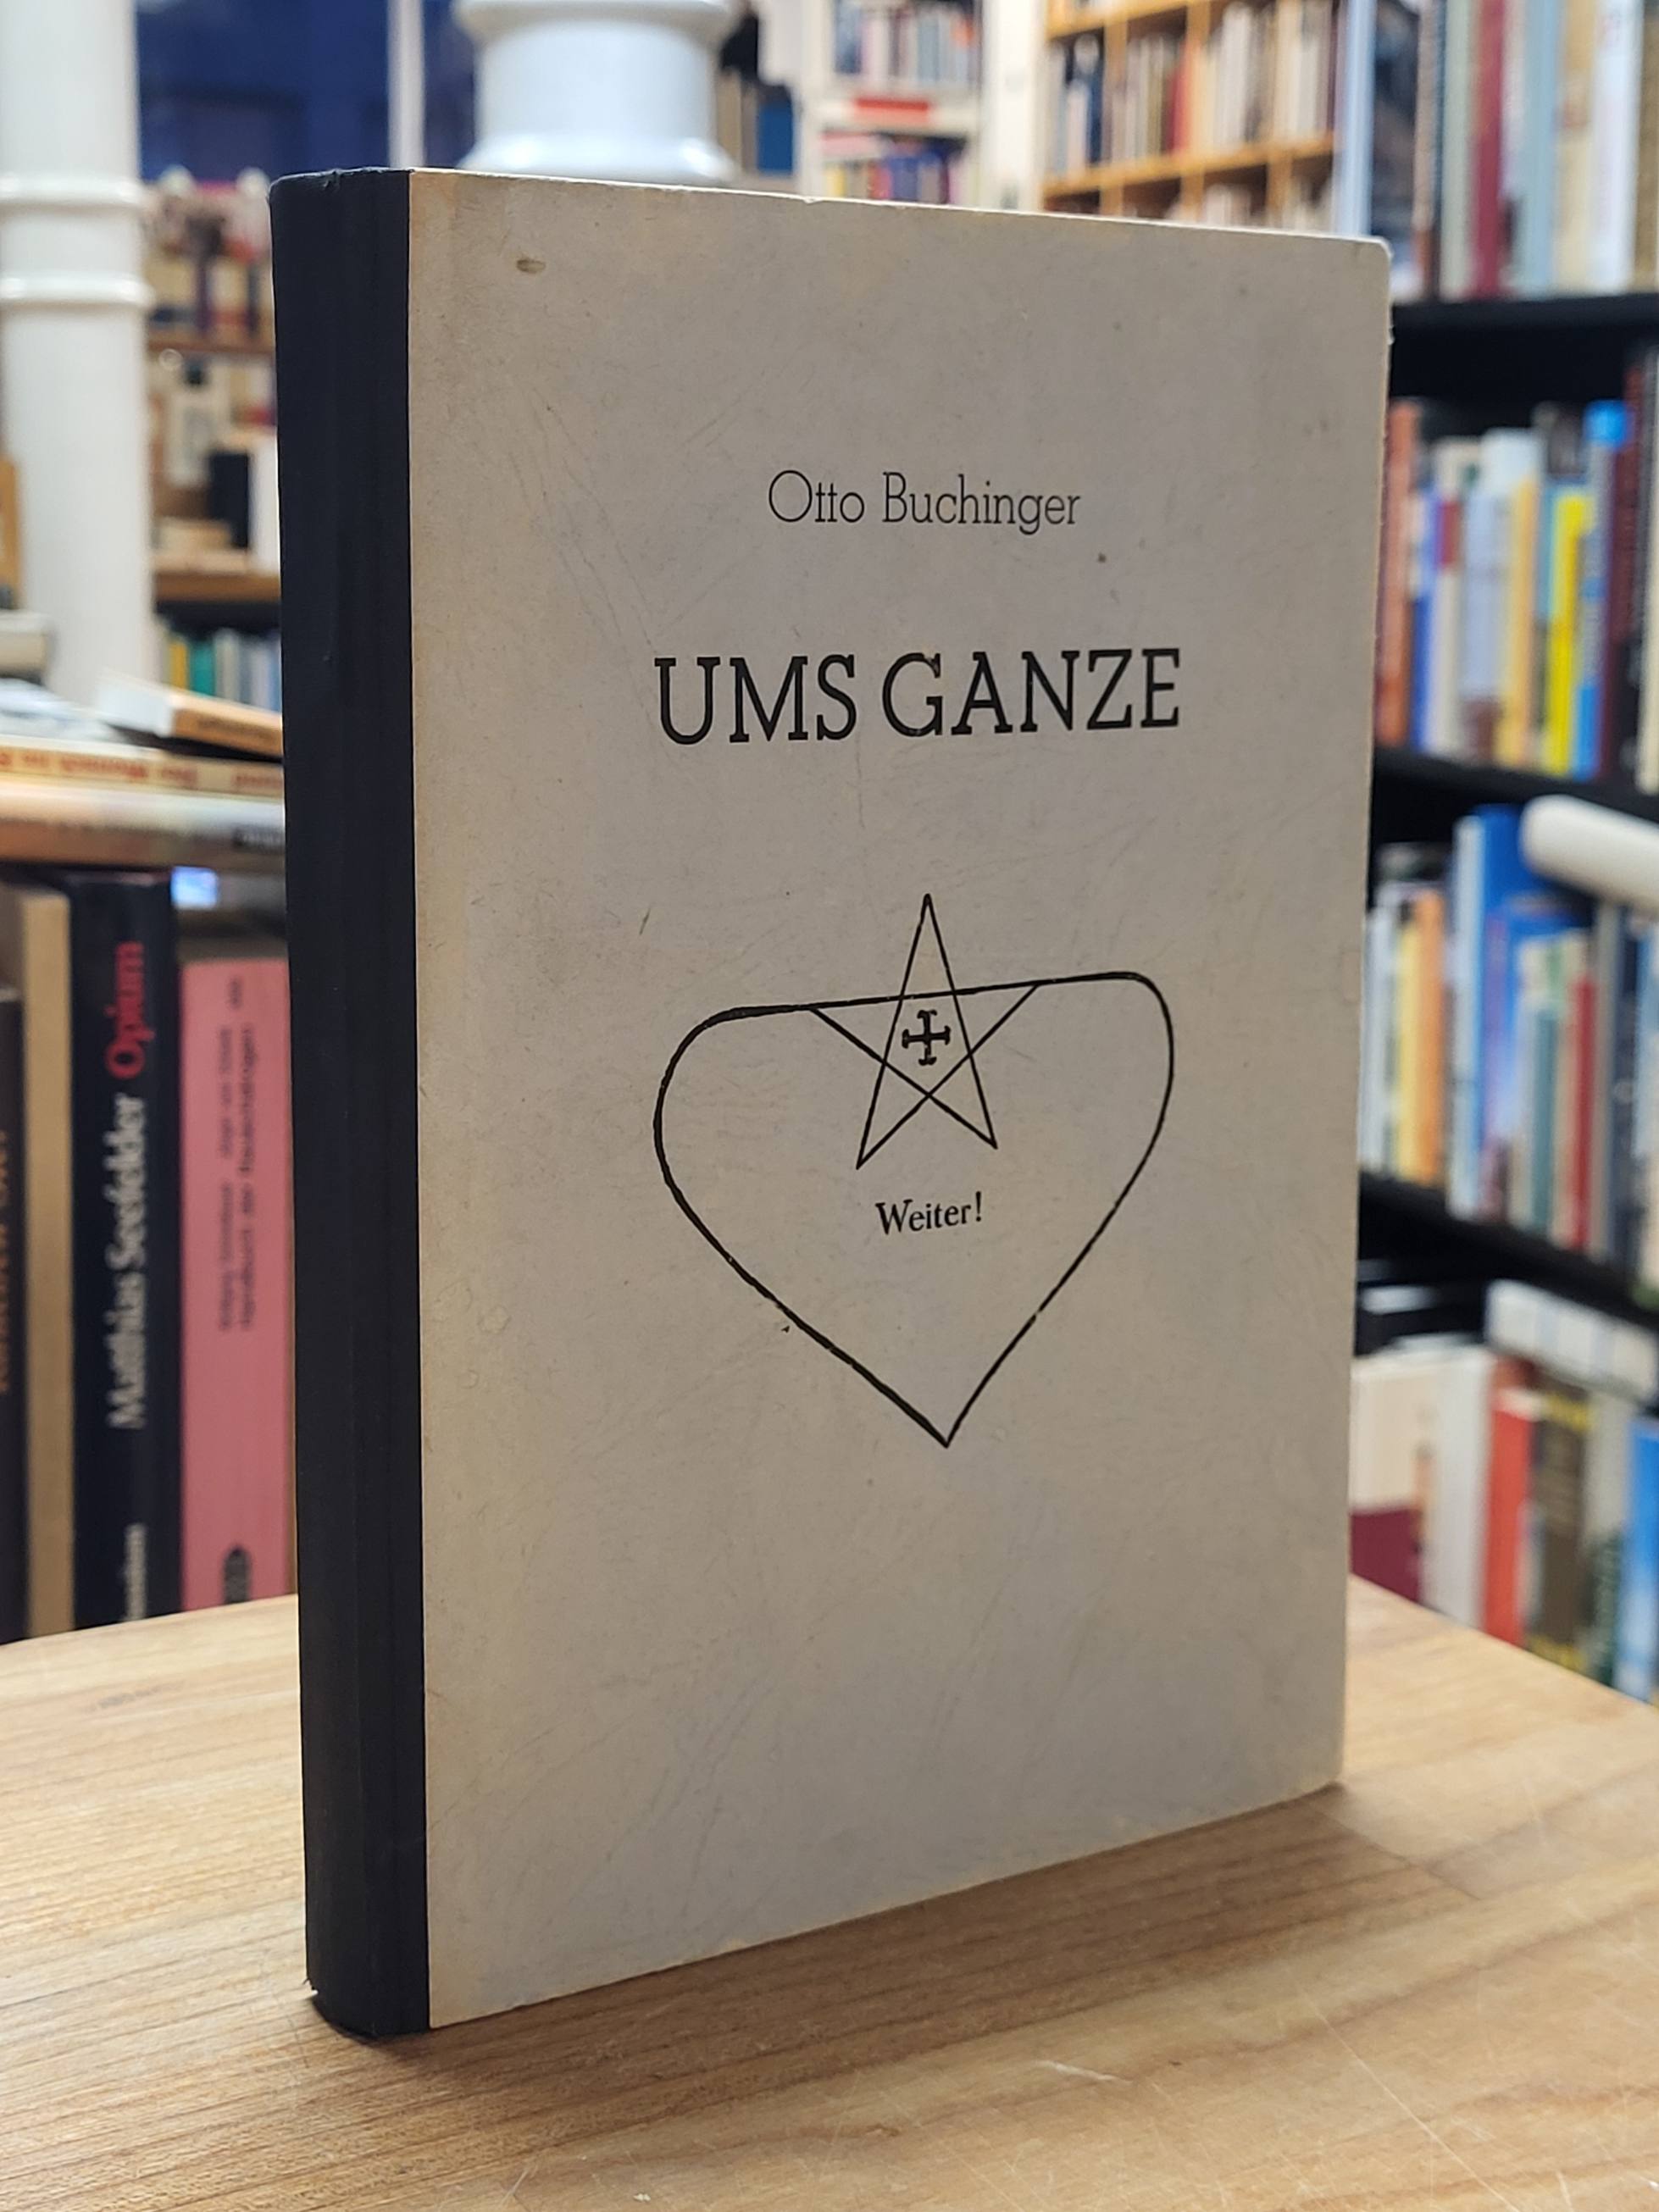 Otto Buchinger
UMS GANZE
Weiter!
Matthias Seefelder Opium